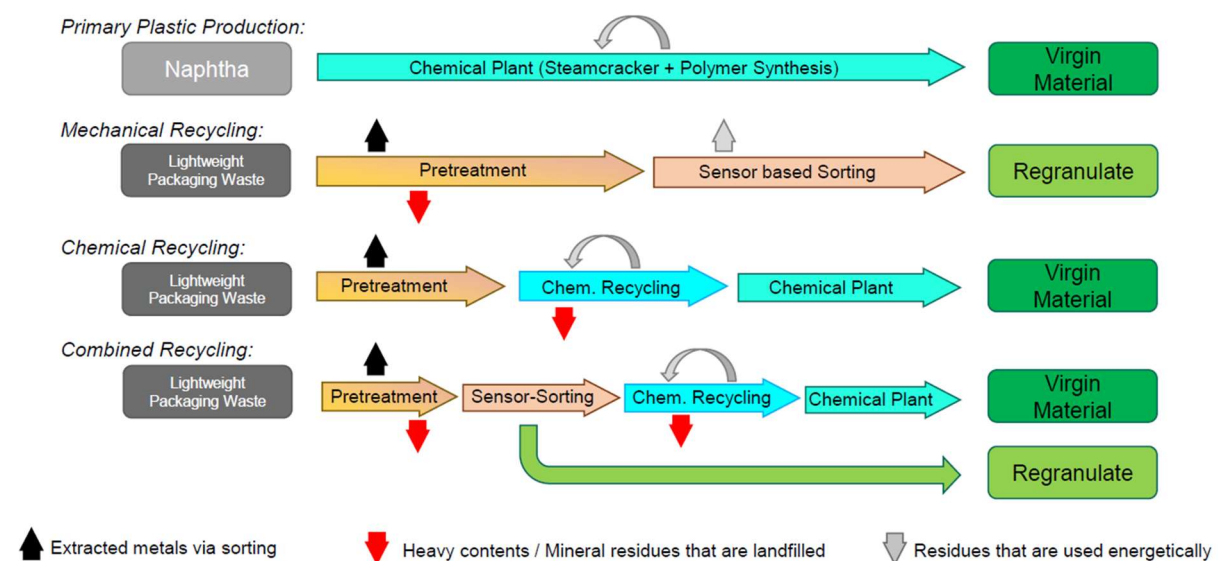 Primary Plastic Production:
Naphtha
Chemical Plant (Steamcracker + Polymer Synthesis)
Virgin
Material
Mechanical Recycling:
Lightweight
Packaging Waste
Pretreatment
Sensor based Sorting
Regranulate
Chemical Recycling:
Lightweight
Packaging Waste
Pretreatment
Chem. Recycling
Chemical Plant
Virgin
Material
Combined Recycling:
Lightweight
Packaging Waste
Pretreatment
Sensor-Sorting
Chem. Recycling
Chemical Plant
Virgin
Material
Regranulate
Extracted metals via sorting
Heavy contents / Mineral residues that are landfilled
Residues that are used energetically